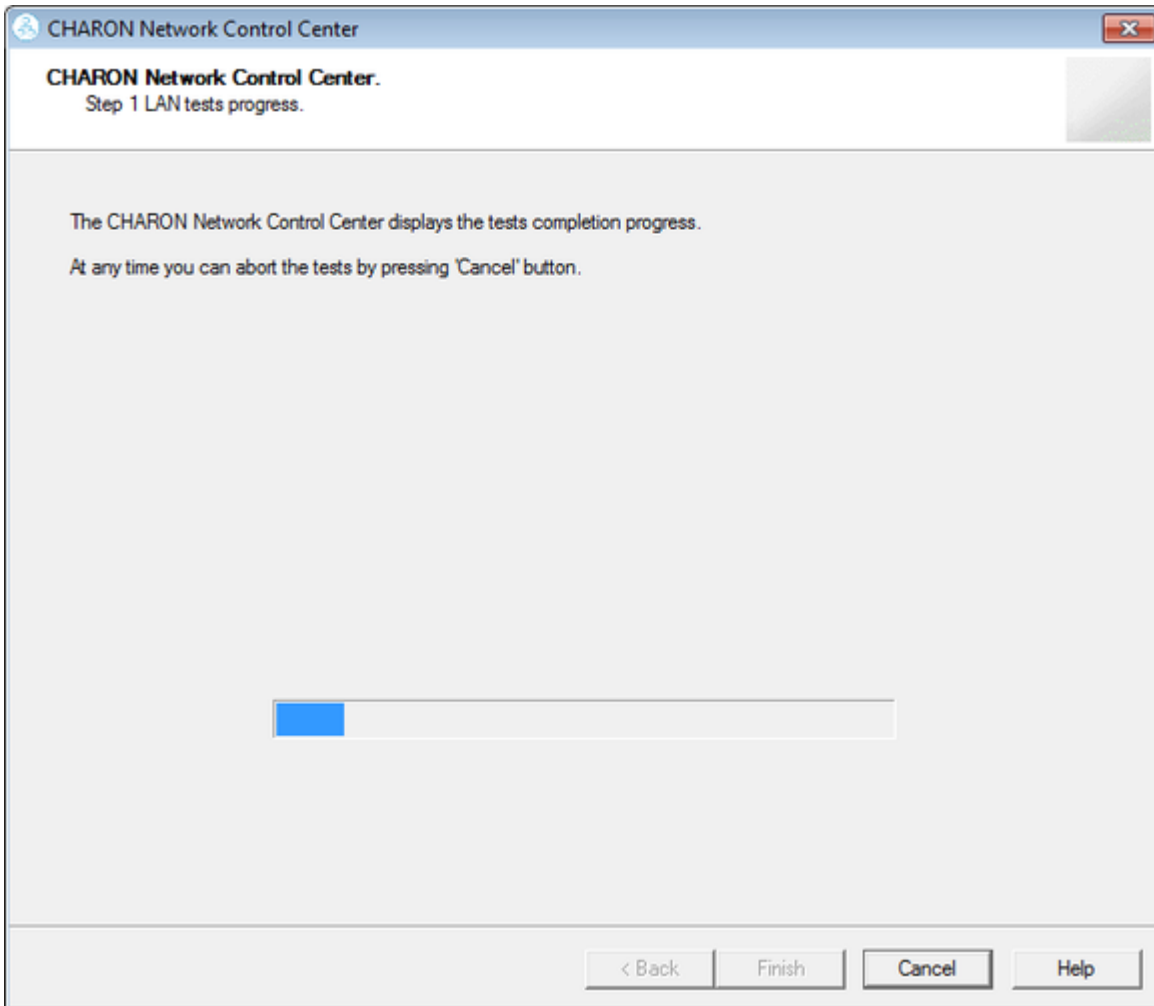 CHARON Network Control Center
CHARON Network Control Center.
Step 1 LAN tests progress.
The CHARON Network Control Center displays the tests completion progress.
At any time you can abort the tests by pressing 'Cancel' button.
< Back Finish Cancel Help